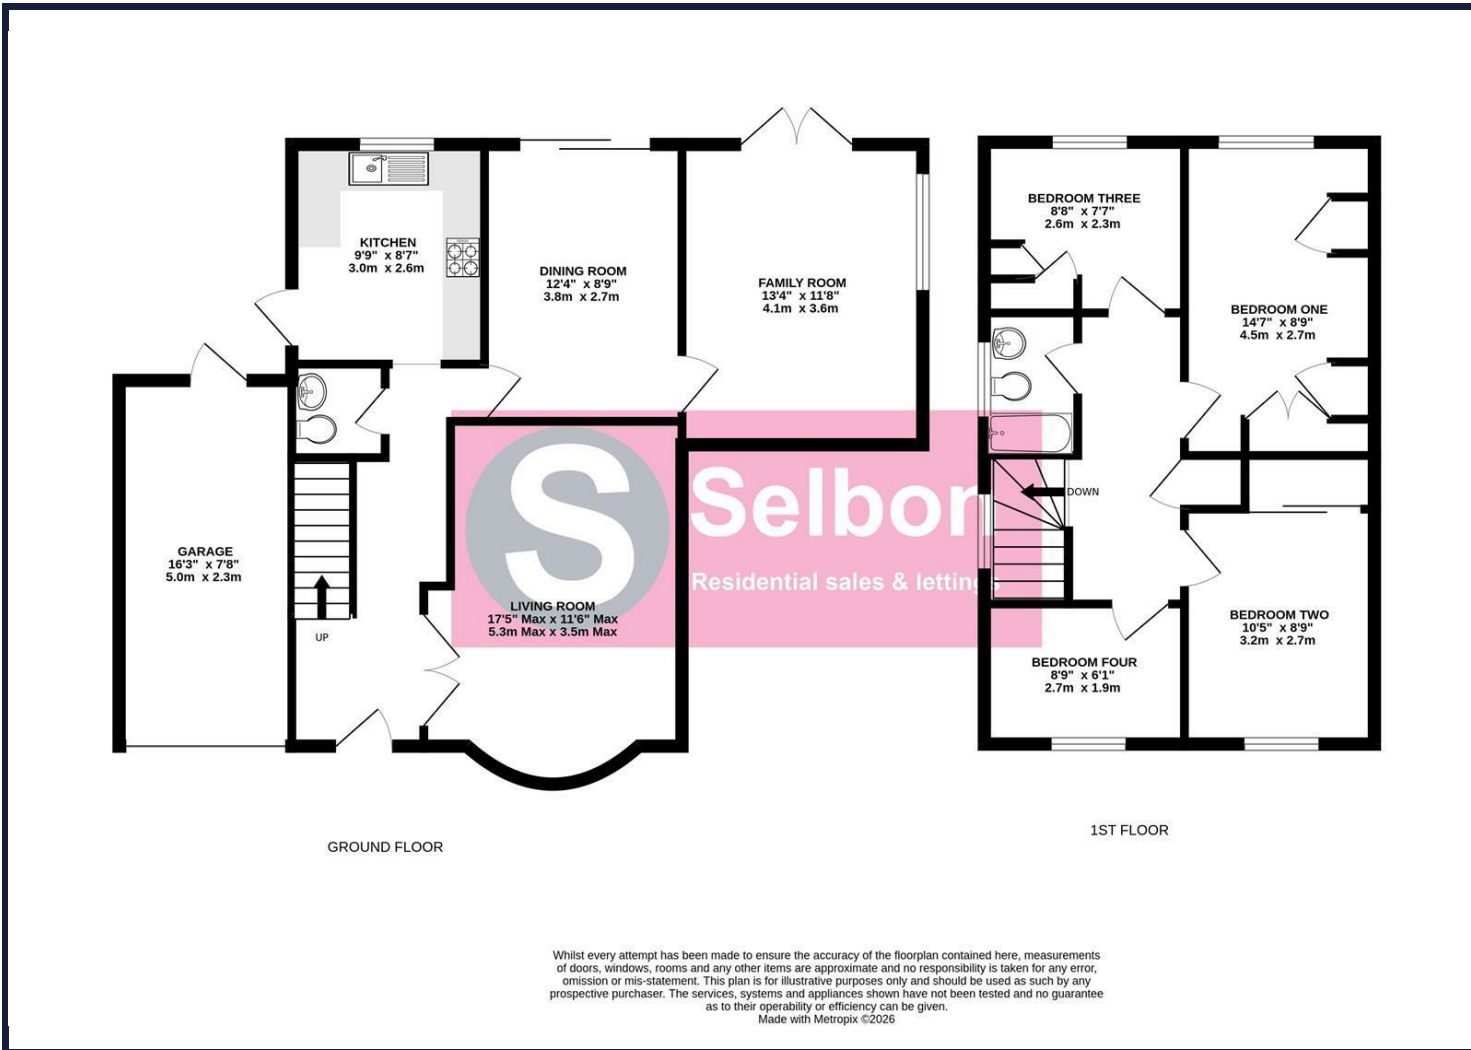 KITCHEN
9'9" x 8'7"
3.0m x 2.6m
DINING ROOM
12'4" x 8'9"
3.8m x 2.7m
FAMILY ROOM
13'4" x 11'8"
4.1m x 3.6m
GARAGE
16'3" x 7'8"
5.0m x 2.3m
UP
LIVING ROOM
17'5" Max x 11'6" Max
5.3m Max x 3.5m Max
S
Selbon
Residential sales & lettings
GROUND FLOOR
BEDROOM THREE
8'8" x 7'7"
2.6m x 2.3m
BEDROOM ONE
14'7" x 8'9"
4.5m x 2.7m
DOWN
BEDROOM TWO
10'5" x 8'9"
3.2m x 2.7m
BEDROOM FOUR
8'9" x 6'1"
2.7m x 1.9m
1ST FLOOR
Whilst every attempt has been made to ensure the accuracy of the floorplan contained here, measurements
of doors, windows, rooms and any other items are approximate and no responsibility is taken for any error,
omission or mis-statement. This plan is for illustrative purposes only and should be used as such by any
prospective purchaser. The services, systems and appliances shown have not been tested and no guarantee
as to their operability or efficiency can be given.
Made with Metropix ©2026